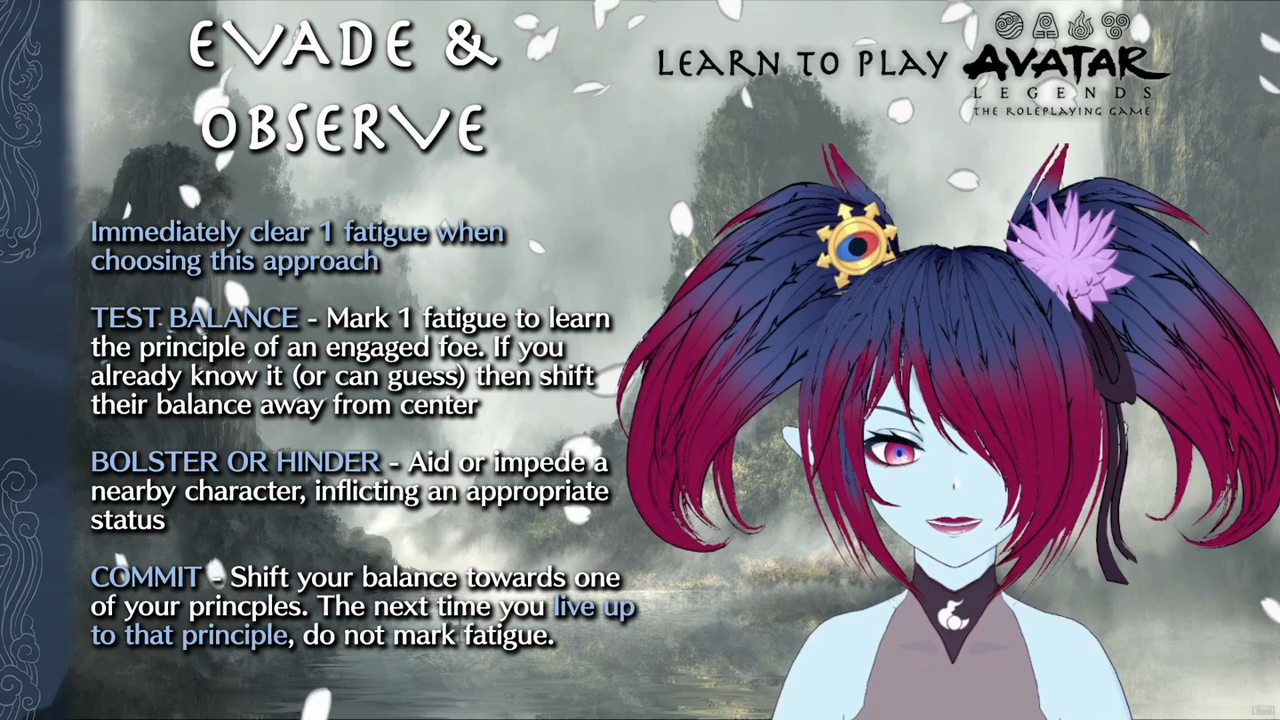 EVADE &
OBSERVE
LEARN TO PLAY
AVATAR
LEGENDS
THE ROLEPLAYING GAME
Immediately clear 1 fatigue when
choosing this approach
TEST BALANCE - Mark 1 fatigue to learn
the principle of an engaged foe. If you
already know it (or can guess) then shift
their balance away from center
BOLSTER OR HINDER - Aid or impede a
nearby character, inflicting an appropriate
status
COMMIT - Shift your balance towards one
of your princples. The next time you live up
to that principle, do not mark fatigue.